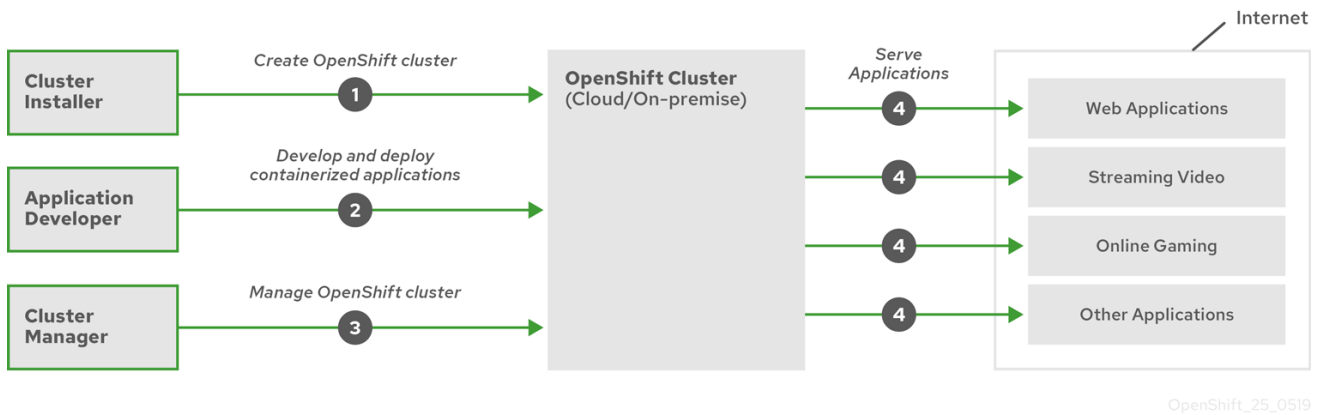 Internet
Cluster
Installer
Create OpenShift cluster
1
Application
Developer
Develop and deploy
containerized applications
2
Cluster
Manager
Manage OpenShift cluster
3
OpenShift Cluster
(Cloud/On-premise)
Serve
Applications
4
Web Applications
4
Streaming Video
4
Online Gaming
4
Other Applications
OpenShift_25_0519